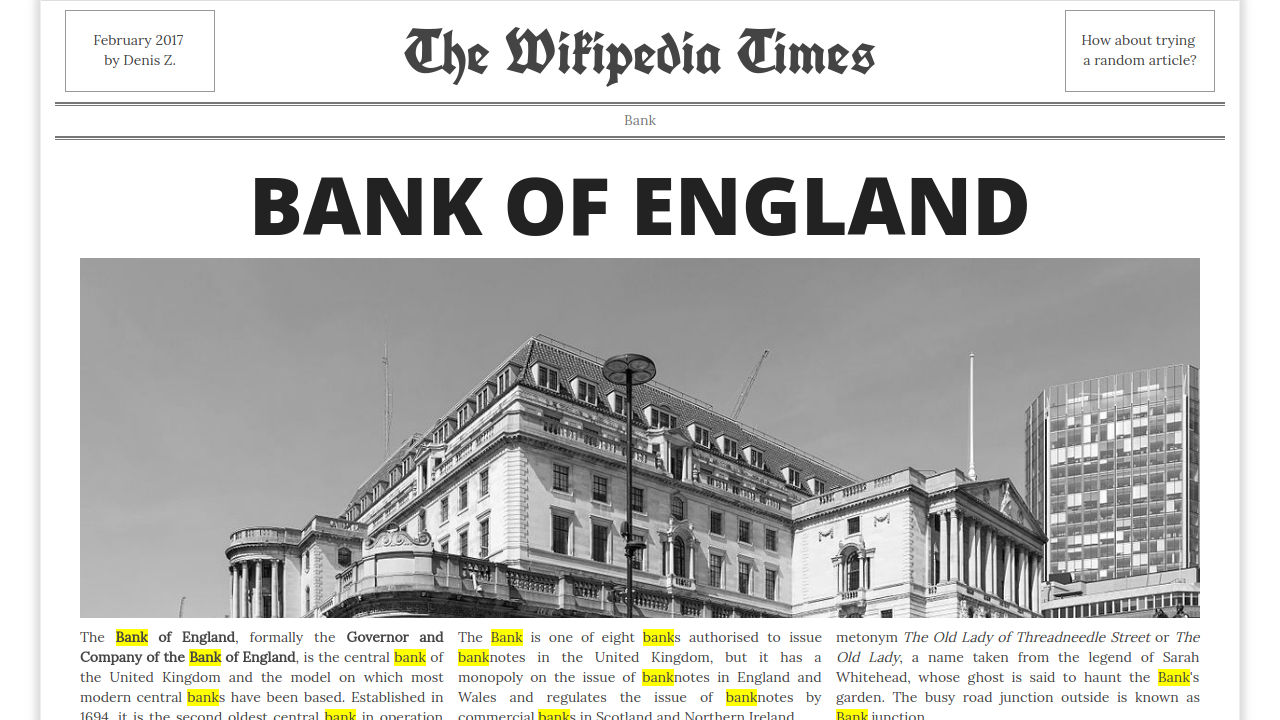 February 2017
by Denis Z.
The Wikipedia Times
How about trying
a random article?
Bank
BANK OF ENGLAND
The Bank of England, formally the Governor and
Company of the Bank of England, is the central bank of
the United Kingdom and the model on which most
modern central banks have been based. Established in
1694, it is the second oldest central bank in operation
The Bank is one of eight banks authorised to issue
banknotes in the United Kingdom, but it has a
monopoly on the issue of banknotes in England and
Wales and regulates the issue of banknotes by
commercial banks in Scotland and Northern Ireland.
metonym The Old Lady of Threadneedle Street or The
Old Lady, a name taken from the legend of Sarah
Whitehead, whose ghost is said to haunt the Bank's
garden. The busy road junction outside is known as
Bank junction.